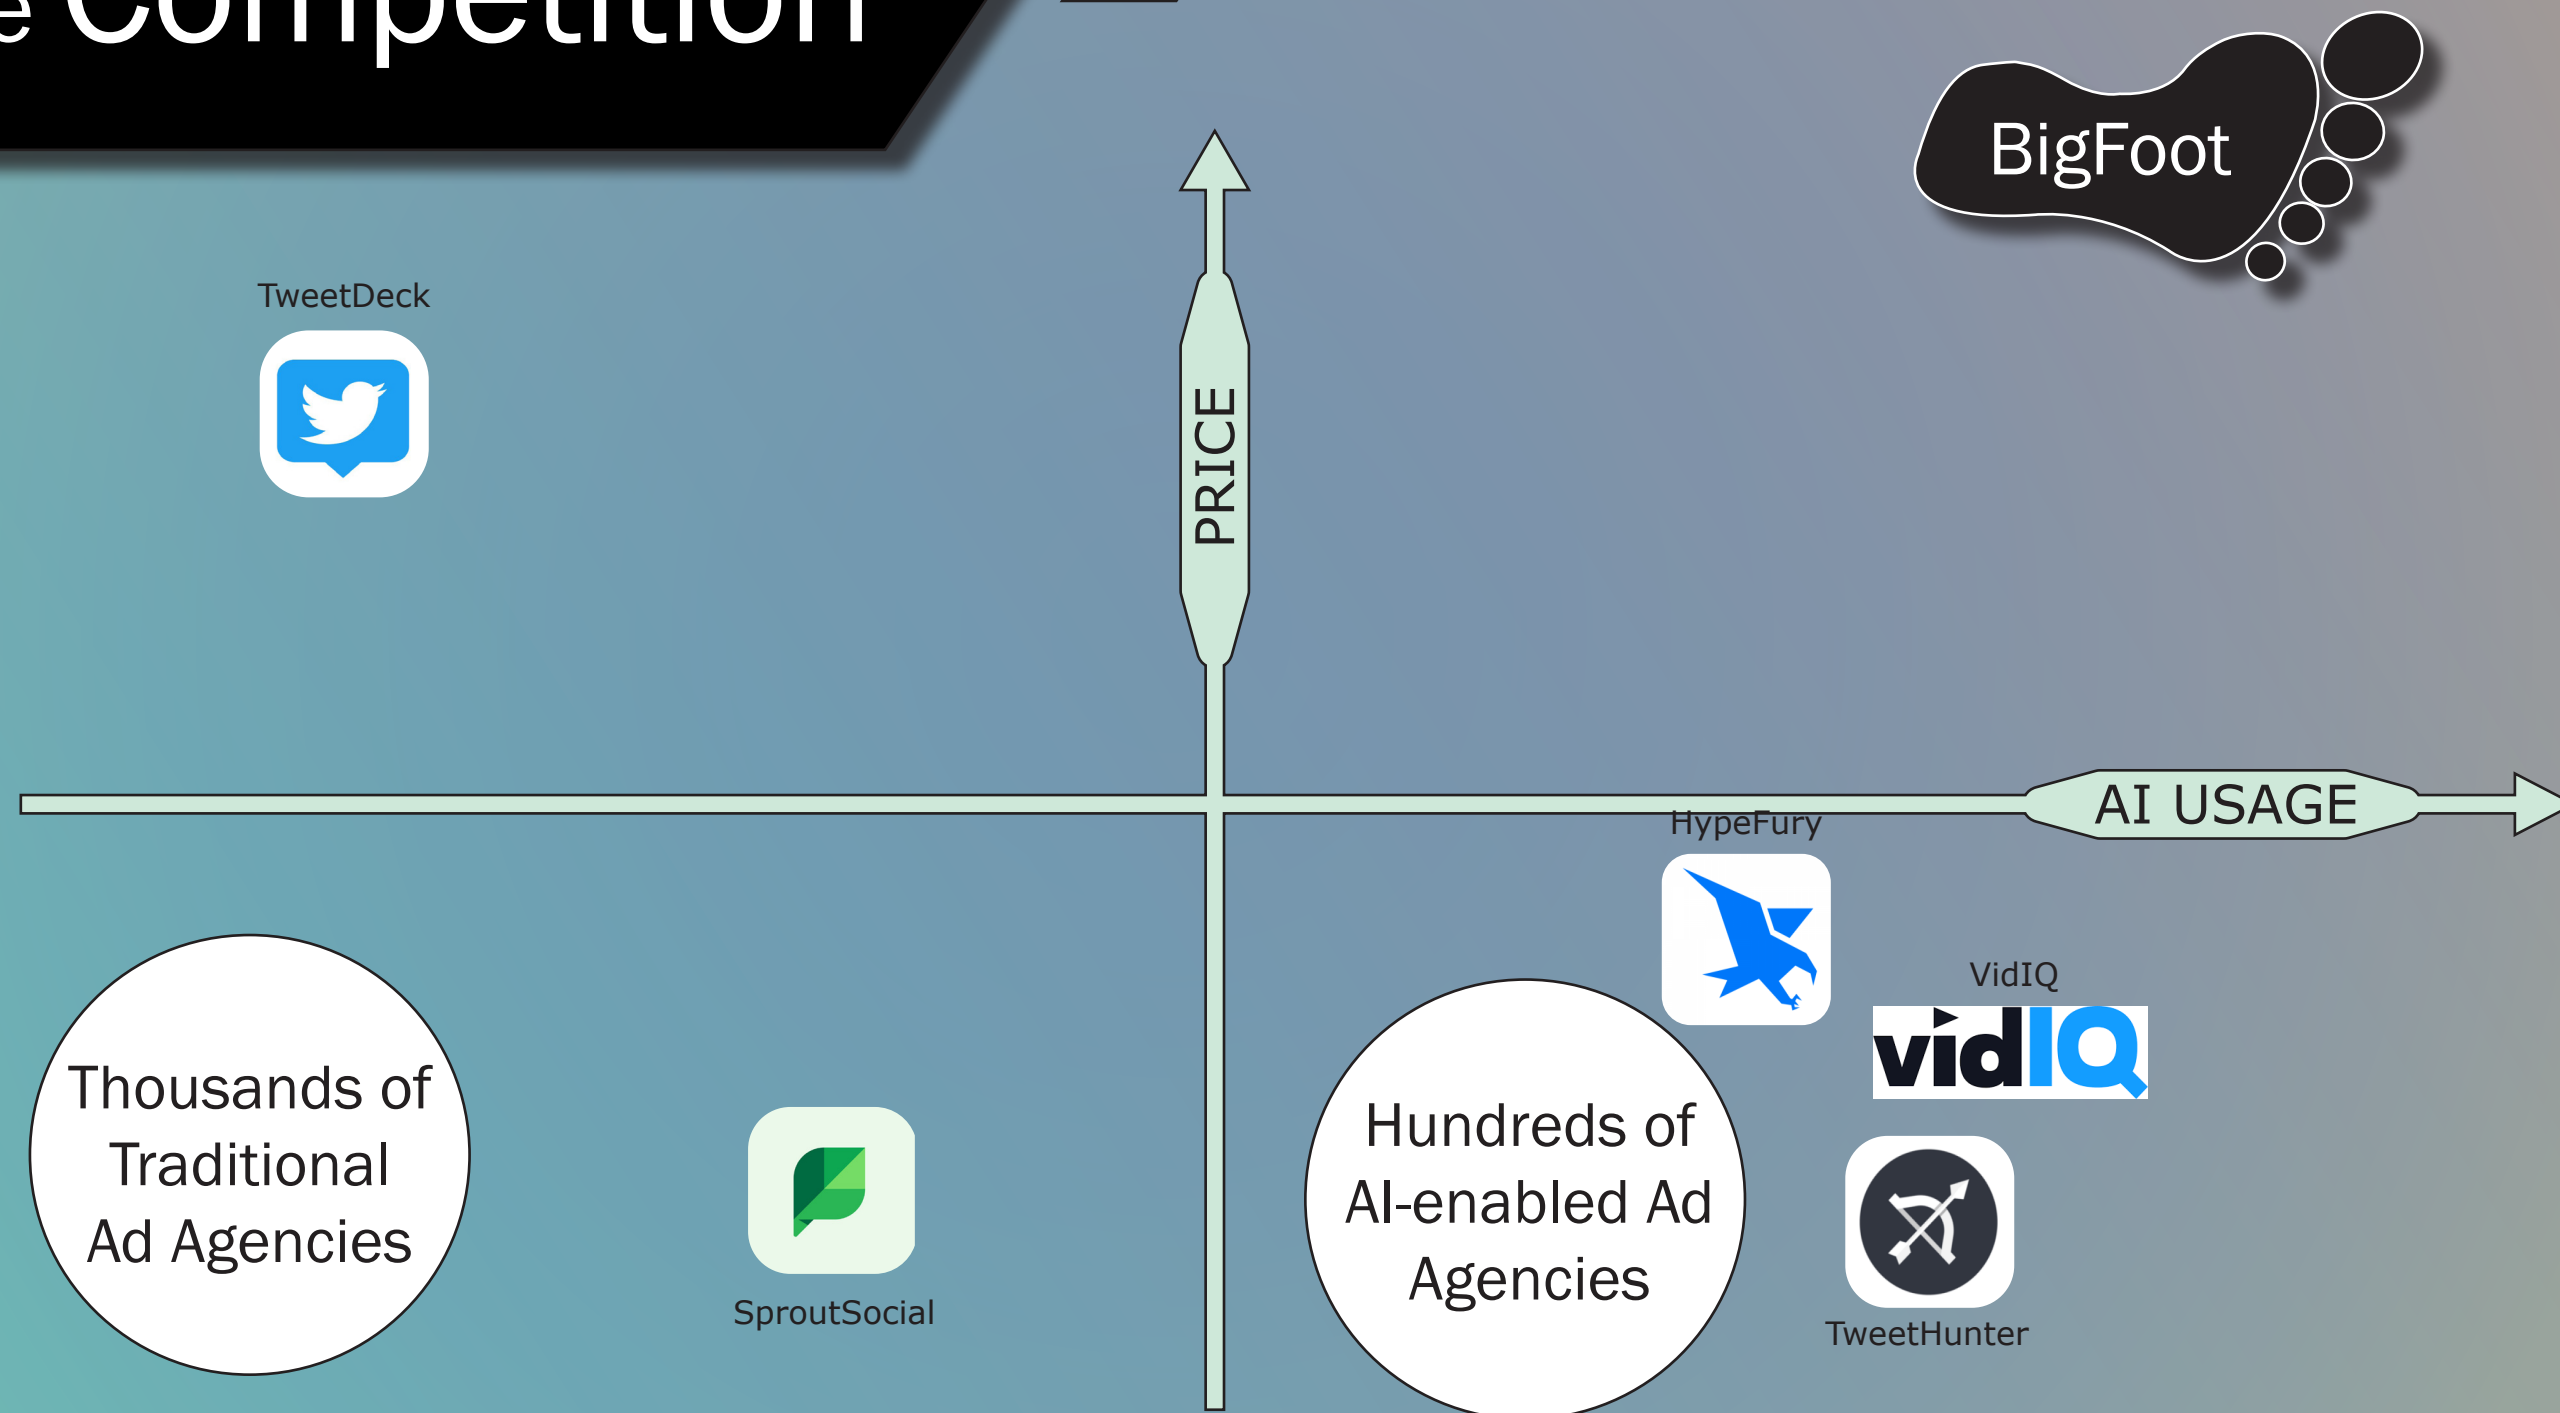 e Competition
BigFoot
TweetDeck
PRICE
AI USAGE
HypeFury
VidIQ
vidIQ
Thousands of
Traditional
Ad Agencies
SproutSocial
Hundreds of
AI-enabled Ad
Agencies
TweetHunter